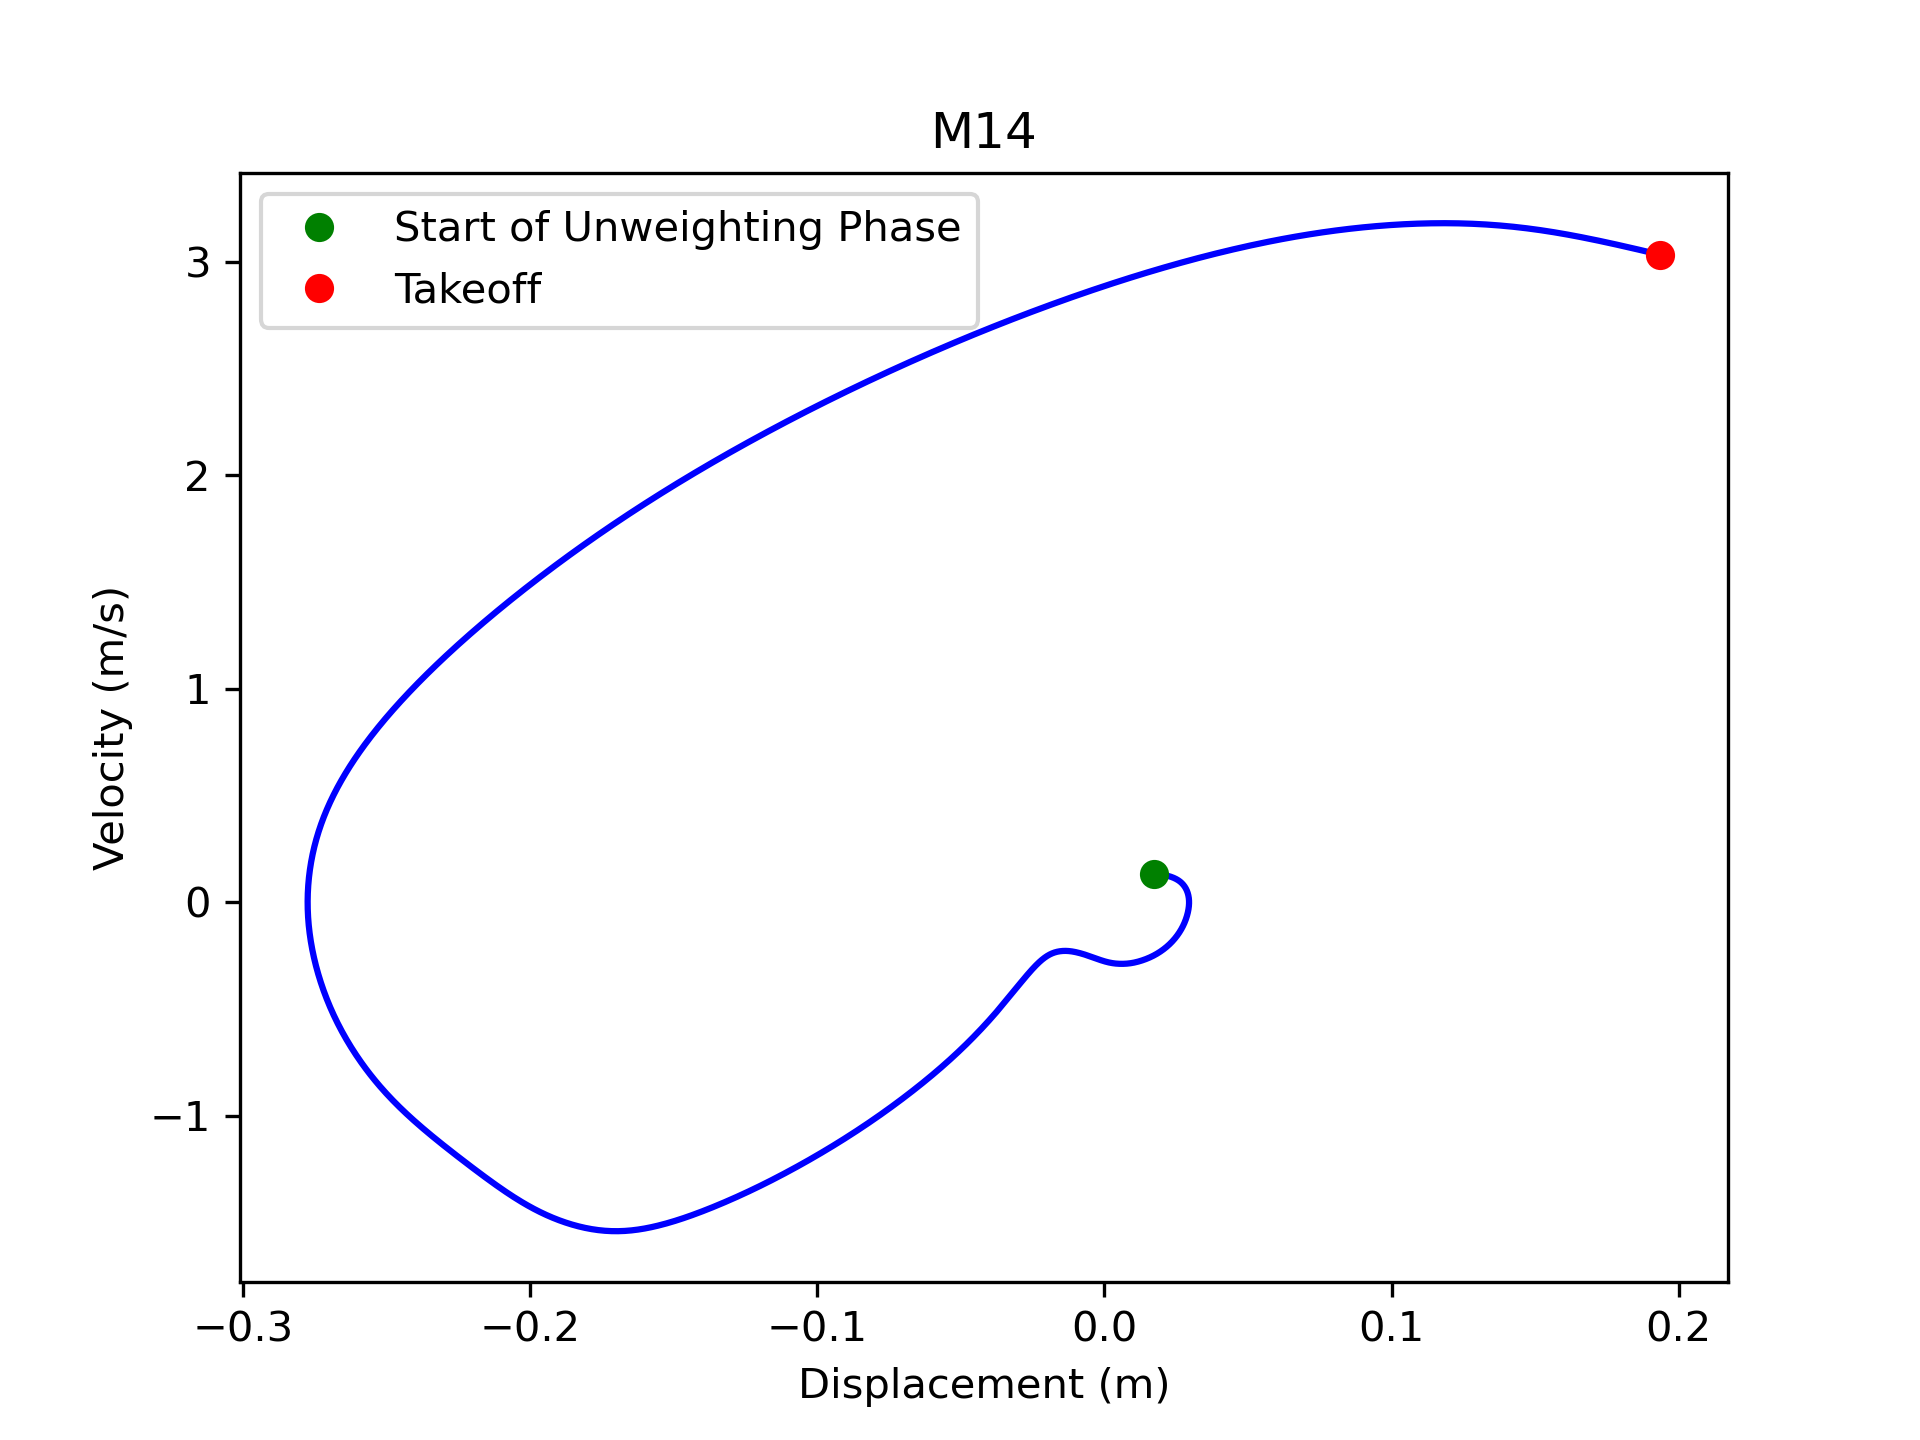 M14
Start of Unweighting Phase
Takeoff
3
2
1
0
−1
Velocity (m/s)
−0.3 −0.2 −0.1 0.0 0.1 0.2
Displacement (m)